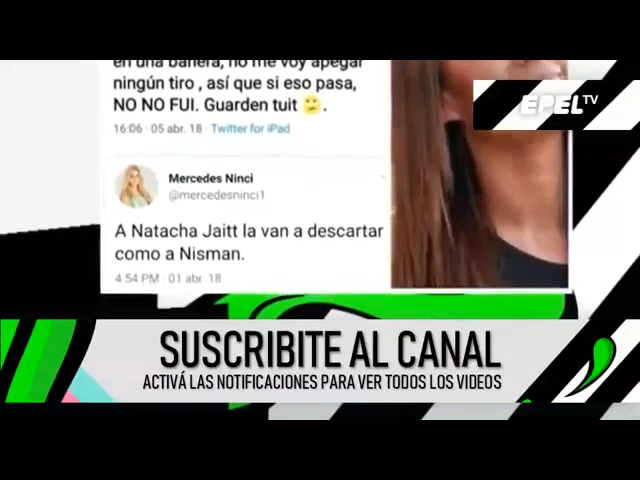 en una bañera, no me voy apegar
ningún tiro , así que si eso pasa,
NO NO FUI. Guarden tuit 🤔 .
16:06 · 05 abr. 18 · Twitter for iPad
EPEL TV
Mercedes Ninci
@mercedesninci1
A Natacha Jaitt la van a descartar
como a Nisman.
4:54 PM · 01 abr. 18
SUSCRIBITE AL CANAL
ACTIVÁ LAS NOTIFICACIONES PARA VER TODOS LOS VIDEOS